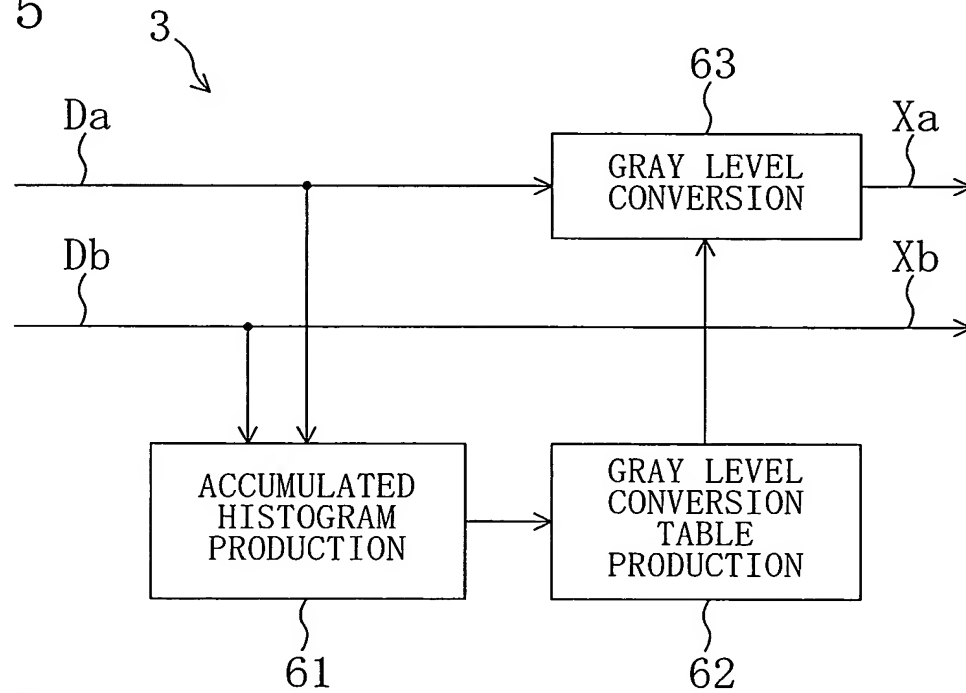 5
3
63
Da
GRAY LEVEL
CONVERSION
Xa
Db
Xb
ACCUMULATED
HISTOGRAM
PRODUCTION
GRAY LEVEL
CONVERSION
TABLE
PRODUCTION
61
62